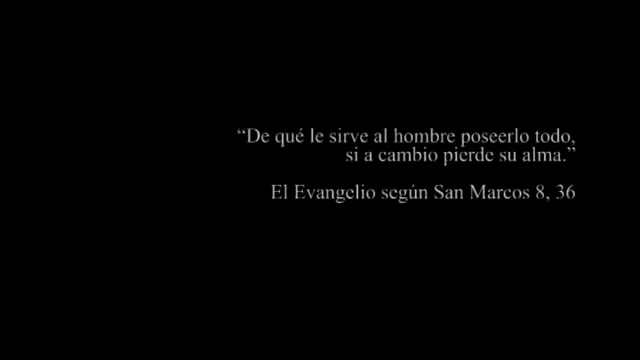 “De qué le sirve al hombre poseerlo todo,
si a cambio pierde su alma.”
El Evangelio según San Marcos 8, 36